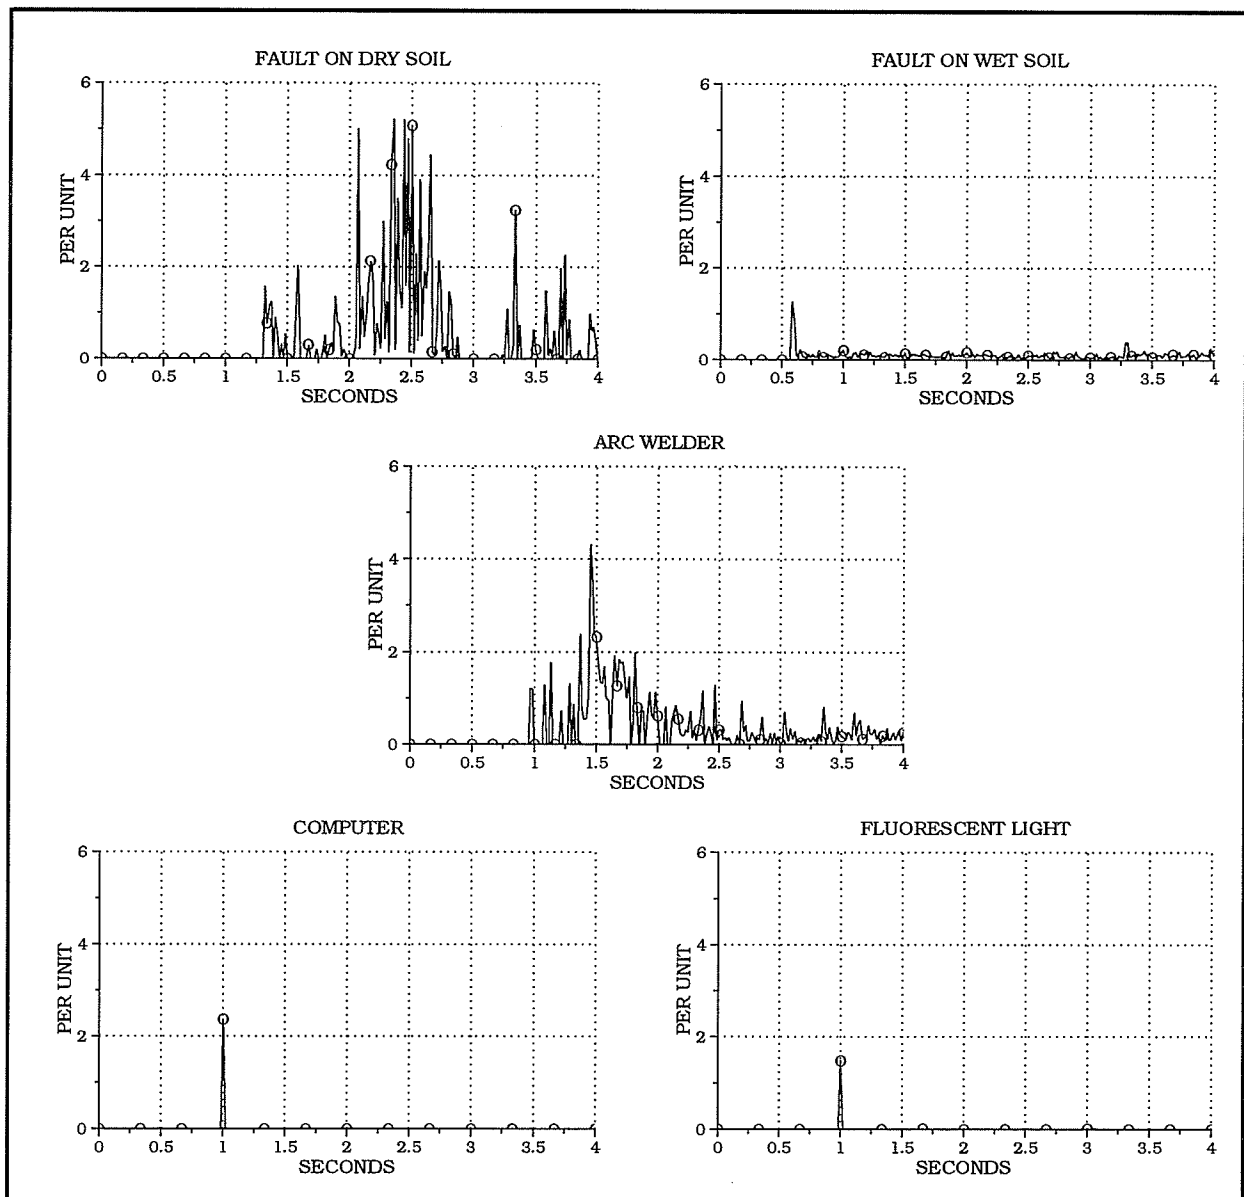 FAULT ON DRY SOIL
6
4
2
0
PER UNIT
0 0.5 1 1.5 2 2.5 3 3.5 4
SECONDS
FAULT ON WET SOIL
6
4
2
0
PER UNIT
0 0.5 1 1.5 2 2.5 3 3.5 4
SECONDS
ARC WELDER
6
4
2
0
PER UNIT
0 0.5 1 1.5 2 2.5 3 3.5 4
SECONDS
COMPUTER
6
4
2
0
PER UNIT
0 0.5 1 1.5 2 2.5 3 3.5 4
SECONDS
FLUORESCENT LIGHT
6
4
2
0
PER UNIT
0 0.5 1 1.5 2 2.5 3 3.5 4
SECONDS